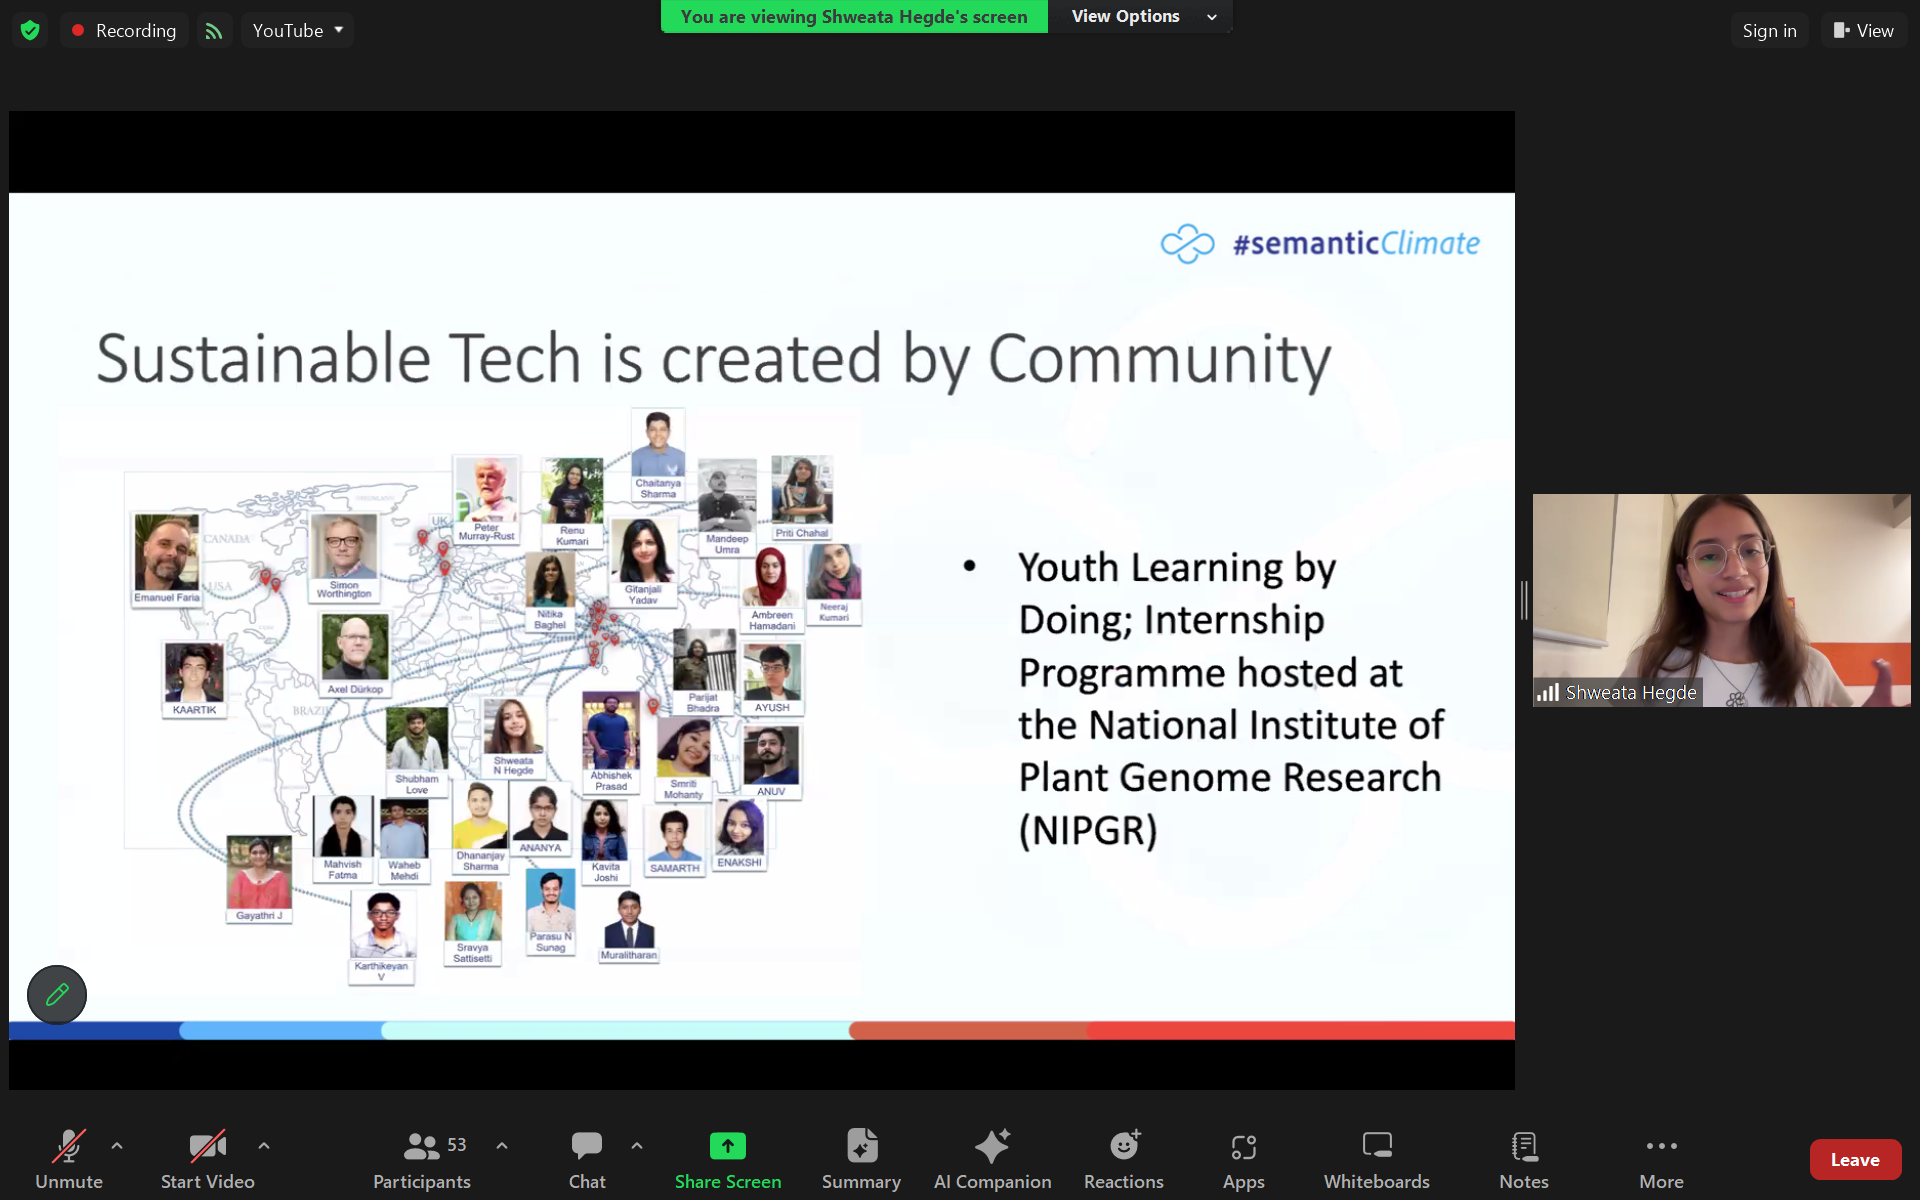 Recording
YouTube
You are viewing Shweata Hegde's screen
View Options
Sign in
View
#semanticClimate
Sustainable Tech is created by Community
Chaitanya
Sharma
Peter
Murray-Rust
Renu
Kumari
Mandeep
Umra
Priti Chahal
GREENLAND
UK
CANADA
USA
Emanuel Faria
Simon
Worthington
Nitika
Baghel
Gitanjali
Yadav
Ambreen
Hamadani
Neeraj
Kumari
KAARTIK
Axel Dürkop
Parijat
Bhadra
AYUSH
BRAZIL
Shubham
Love
Shweata
N Hegde
Abhishek
Prasad
Smriti
Mohanty
ANUV
Mahvish
Fatma
Waheb
Mehdi
Dhananjay
Sharma
ANANYA
Kavita
Joshi
SAMARTH
ENAKSHI
Gayathri J
Karthikeyan
V
Sravya
Sattisetti
Parasu N
Sunag
Muralitharan
• Youth Learning by
Doing; Internship
Programme hosted at
the National Institute of
Plant Genome Research
(NIPGR)
Shweata Hegde
53
Unmute
Start Video
Participants
Chat
Share Screen
Summary
AI Companion
Reactions
Apps
Whiteboards
Notes
More
Leave